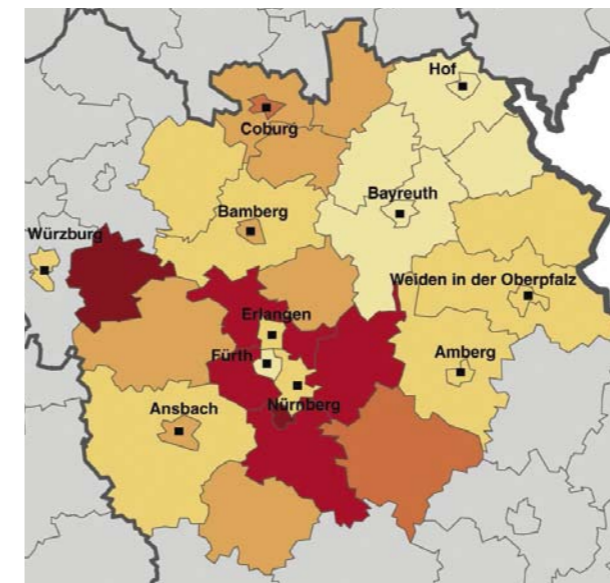 Hof
Coburg
Bayreuth
Bamberg
Würzburg
Weiden in der Oberpfalz
Erlangen
Fürth
Amberg
Nürnberg
Ansbach